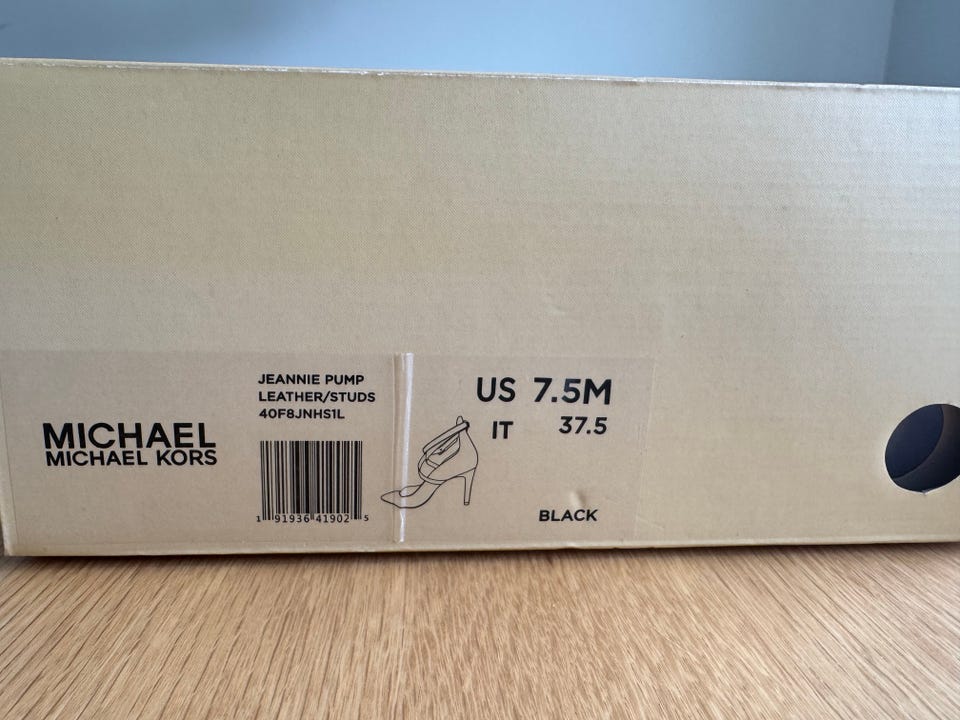 MICHAEL
MICHAEL KORS
JEANNIE PUMP
LEATHER/STUDS
40F8JNHS1L
1 91936 41902 5
US 7.5M
IT 37.5
BLACK